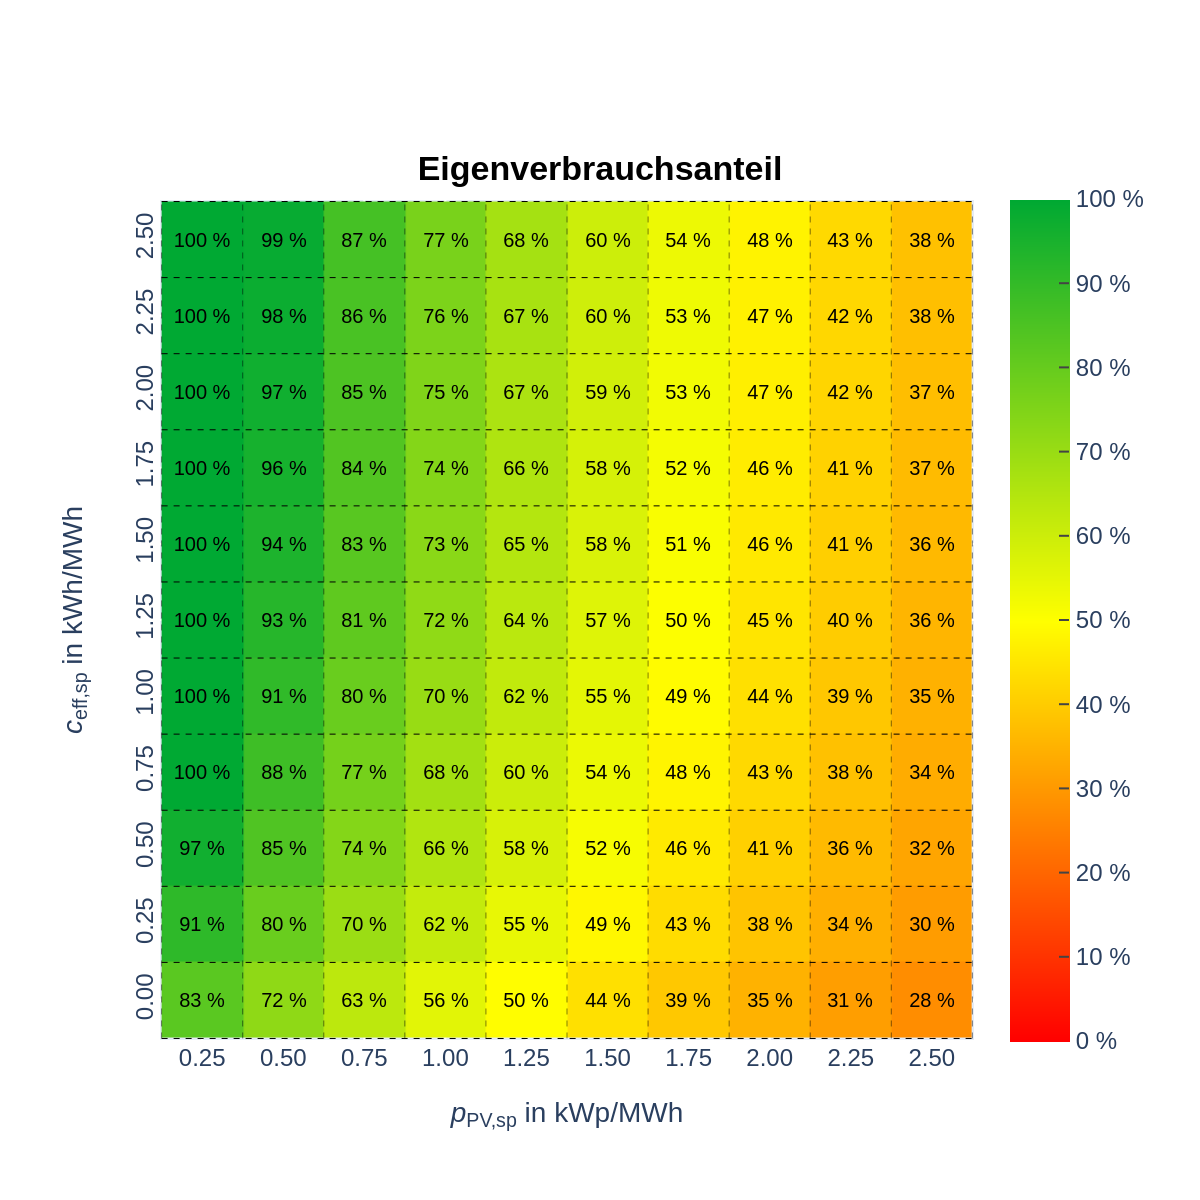 Eigenverbrauchsanteil
2.50 100 % 99 % 87 % 77 % 68 % 60 % 54 % 48 % 43 % 38 %
2.25 100 % 98 % 86 % 76 % 67 % 60 % 53 % 47 % 42 % 38 %
2.00 100 % 97 % 85 % 75 % 67 % 59 % 53 % 47 % 42 % 37 %
1.75 100 % 96 % 84 % 74 % 66 % 58 % 52 % 46 % 41 % 37 %
1.50 100 % 94 % 83 % 73 % 65 % 58 % 51 % 46 % 41 % 36 %
1.25 100 % 93 % 81 % 72 % 64 % 57 % 50 % 45 % 40 % 36 %
1.00 100 % 91 % 80 % 70 % 62 % 55 % 49 % 44 % 39 % 35 %
0.75 100 % 88 % 77 % 68 % 60 % 54 % 48 % 43 % 38 % 34 %
0.50 97 % 85 % 74 % 66 % 58 % 52 % 46 % 41 % 36 % 32 %
0.25 91 % 80 % 70 % 62 % 55 % 49 % 43 % 38 % 34 % 30 %
0.00 83 % 72 % 63 % 56 % 50 % 44 % 39 % 35 % 31 % 28 %
0.25 0.50 0.75 1.00 1.25 1.50 1.75 2.00 2.25 2.50
pPV,sp in kWp/MWh
ceff,sp in kWh/MWh
100 %
90 %
80 %
70 %
60 %
50 %
40 %
30 %
20 %
10 %
0 %